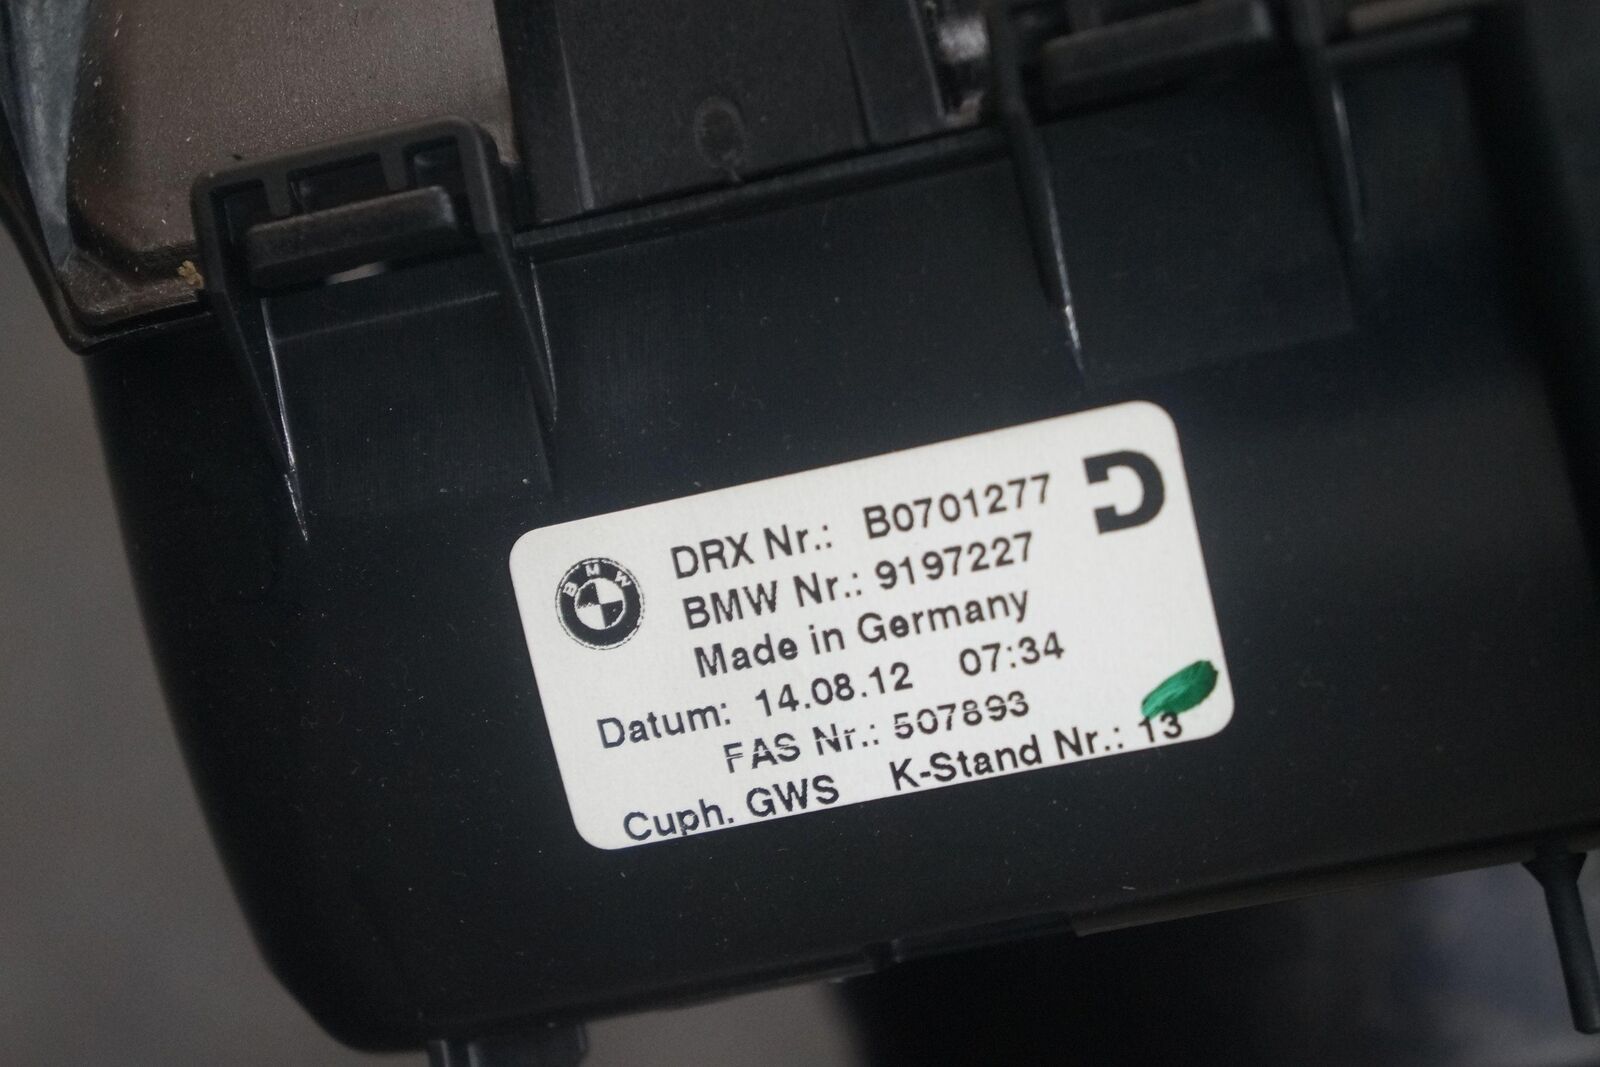 BMW
DRX Nr.: B0701277
BMW Nr.: 9197227
Made in Germany
Datum: 14.08.12 07:34
FAS Nr.: 507893
Cuph. GWS K-Stand Nr.: 13